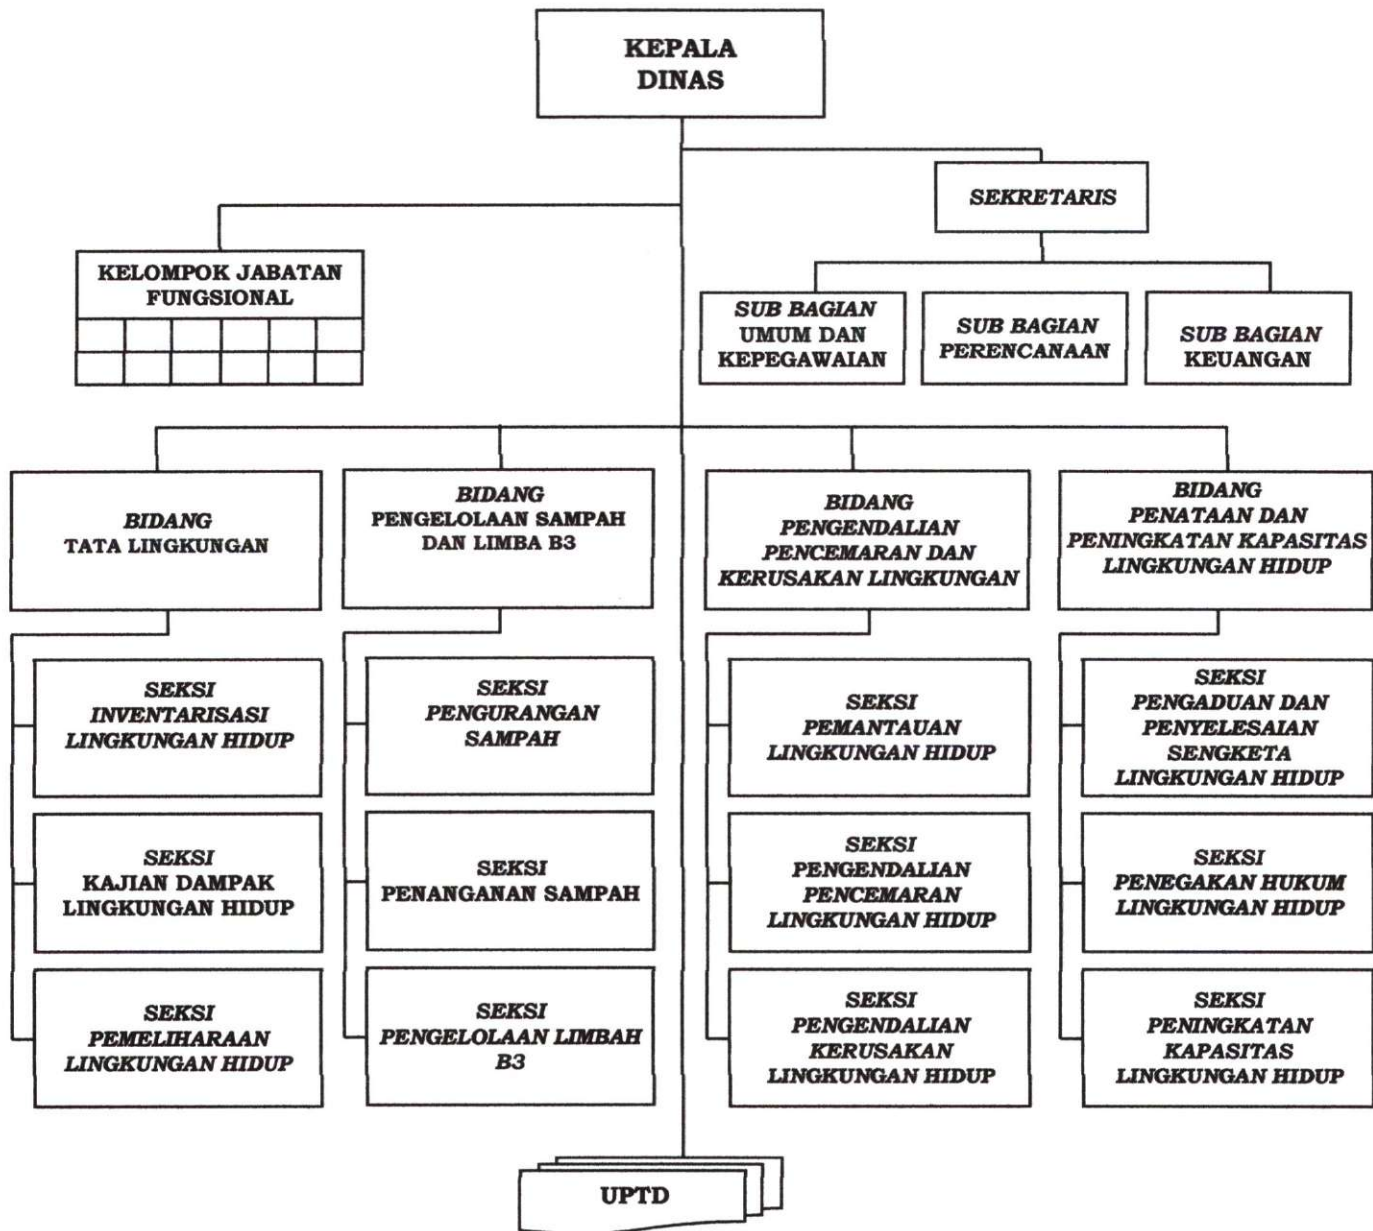 KEPALA
DINAS
SEKRETARIS
KELOMPOK JABATAN
FUNGSIONAL
SUB BAGIAN
UMUM DAN
KEPEGAWAIAN
SUB BAGIAN
PERENCANAAN
SUB BAGIAN
KEUANGAN
BIDANG
TATA LINGKUNGAN
BIDANG
PENGELOLAAN SAMPAH
DAN LIMBA B3
BIDANG
PENGENDALIAN
PENCEMARAN DAN
KERUSAKAN LINGKUNGAN
BIDANG
PENATAAN DAN
PENINGKATAN KAPASITAS
LINGKUNGAN HIDUP
SEKSI
INVENTARISASI
LINGKUNGAN HIDUP
SEKSI
PENGURANGAN
SAMPAH
SEKSI
PEMANTAUAN
LINGKUNGAN HIDUP
SEKSI
PENGADUAN DAN
PENYELESAIAN
SENGKETA
LINGKUNGAN HIDUP
SEKSI
KAJIAN DAMPAK
LINGKUNGAN HIDUP
SEKSI
PENANGANAN SAMPAH
SEKSI
PENGENDALIAN
PENCEMARAN
LINGKUNGAN HIDUP
SEKSI
PENEGAKAN HUKUM
LINGKUNGAN HIDUP
SEKSI
PEMELIHARAAN
LINGKUNGAN HIDUP
SEKSI
PENGELOLAAN LIMBAH
B3
SEKSI
PENGENDALIAN
KERUSAKAN
LINGKUNGAN HIDUP
SEKSI
PENINGKATAN
KAPASITAS
LINGKUNGAN HIDUP
UPTD